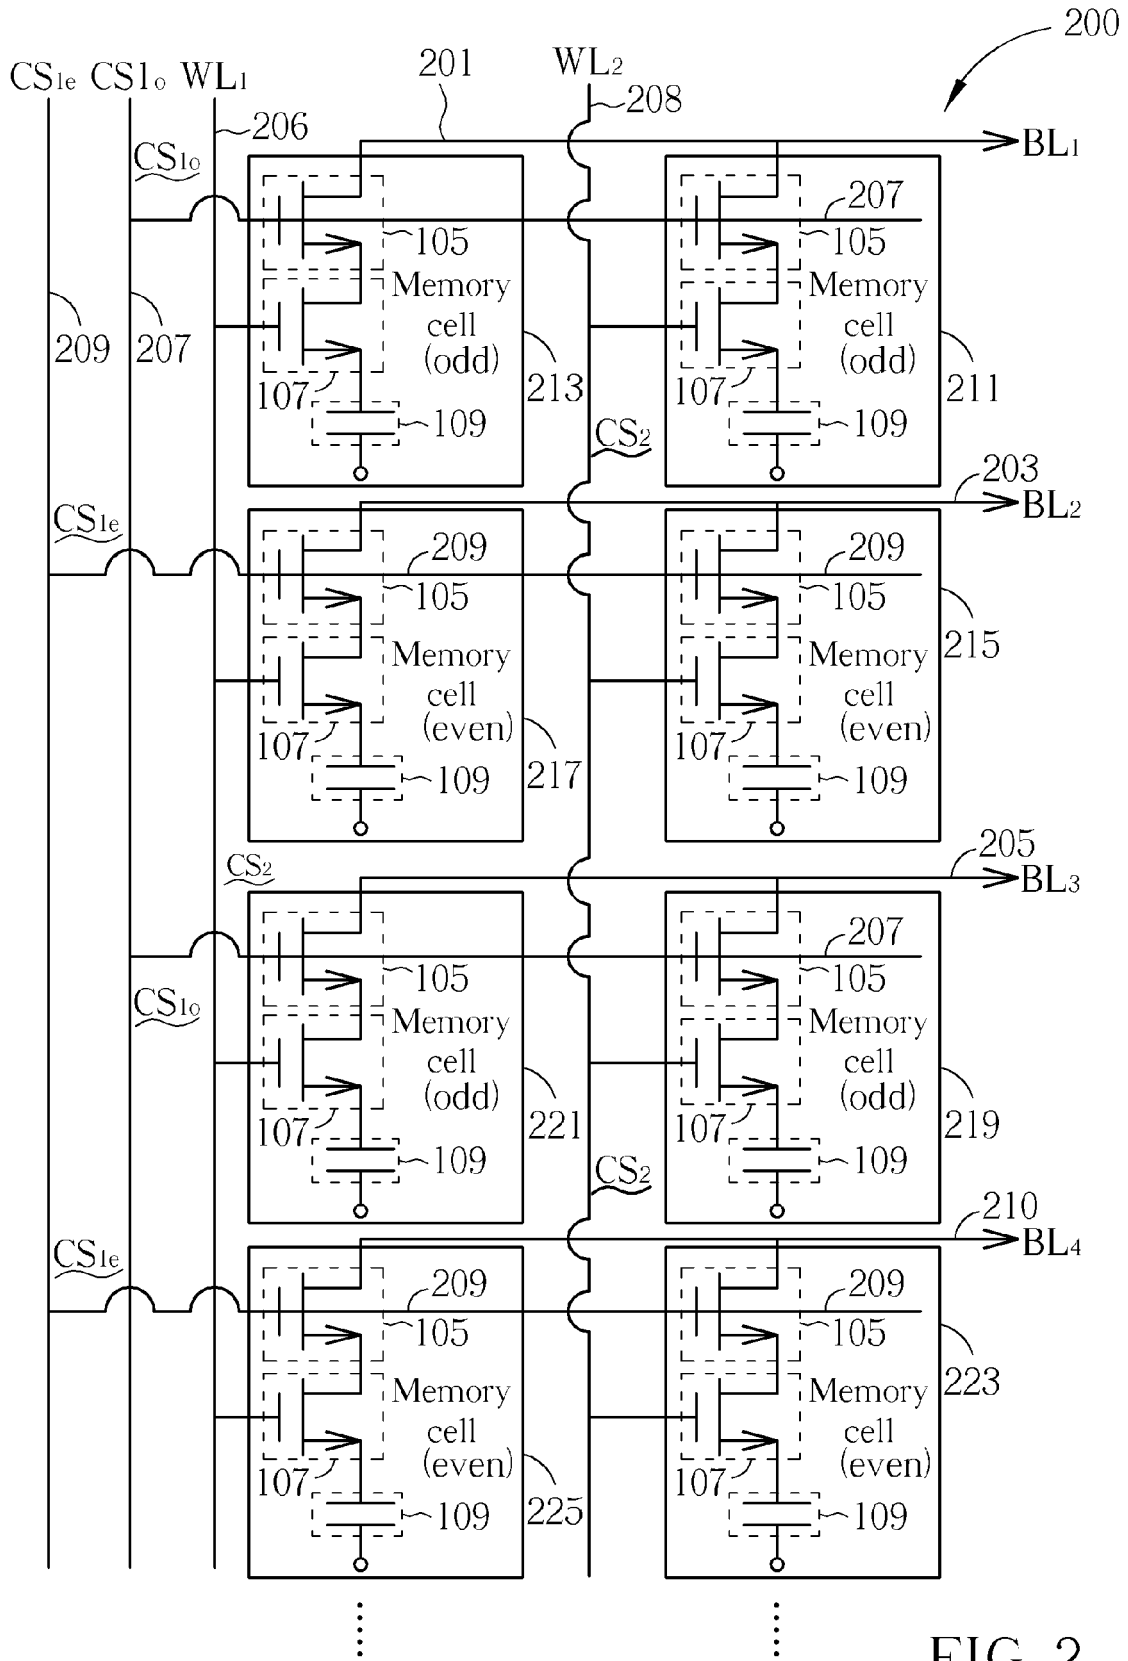 200
CS1e CS1o WL1 201 WL2
206 208
CS1o BL1
207 207
105 105
Memory cell (odd) Memory cell (odd)
209 207
107 213 107 211
109 CS2 109
203
BL2
CS1e
209 209
105 105
Memory cell (even) Memory cell (even)
215
107 217 107
109 109
205
CS2 BL3
207
105 105
CS1o
Memory cell (odd) Memory cell (odd)
107 221 107 219
109 CS2 109
210
CS1e BL4
209 209
105 105
Memory cell (even) Memory cell (even)
223
107 225 107
109 109
FIG. 2